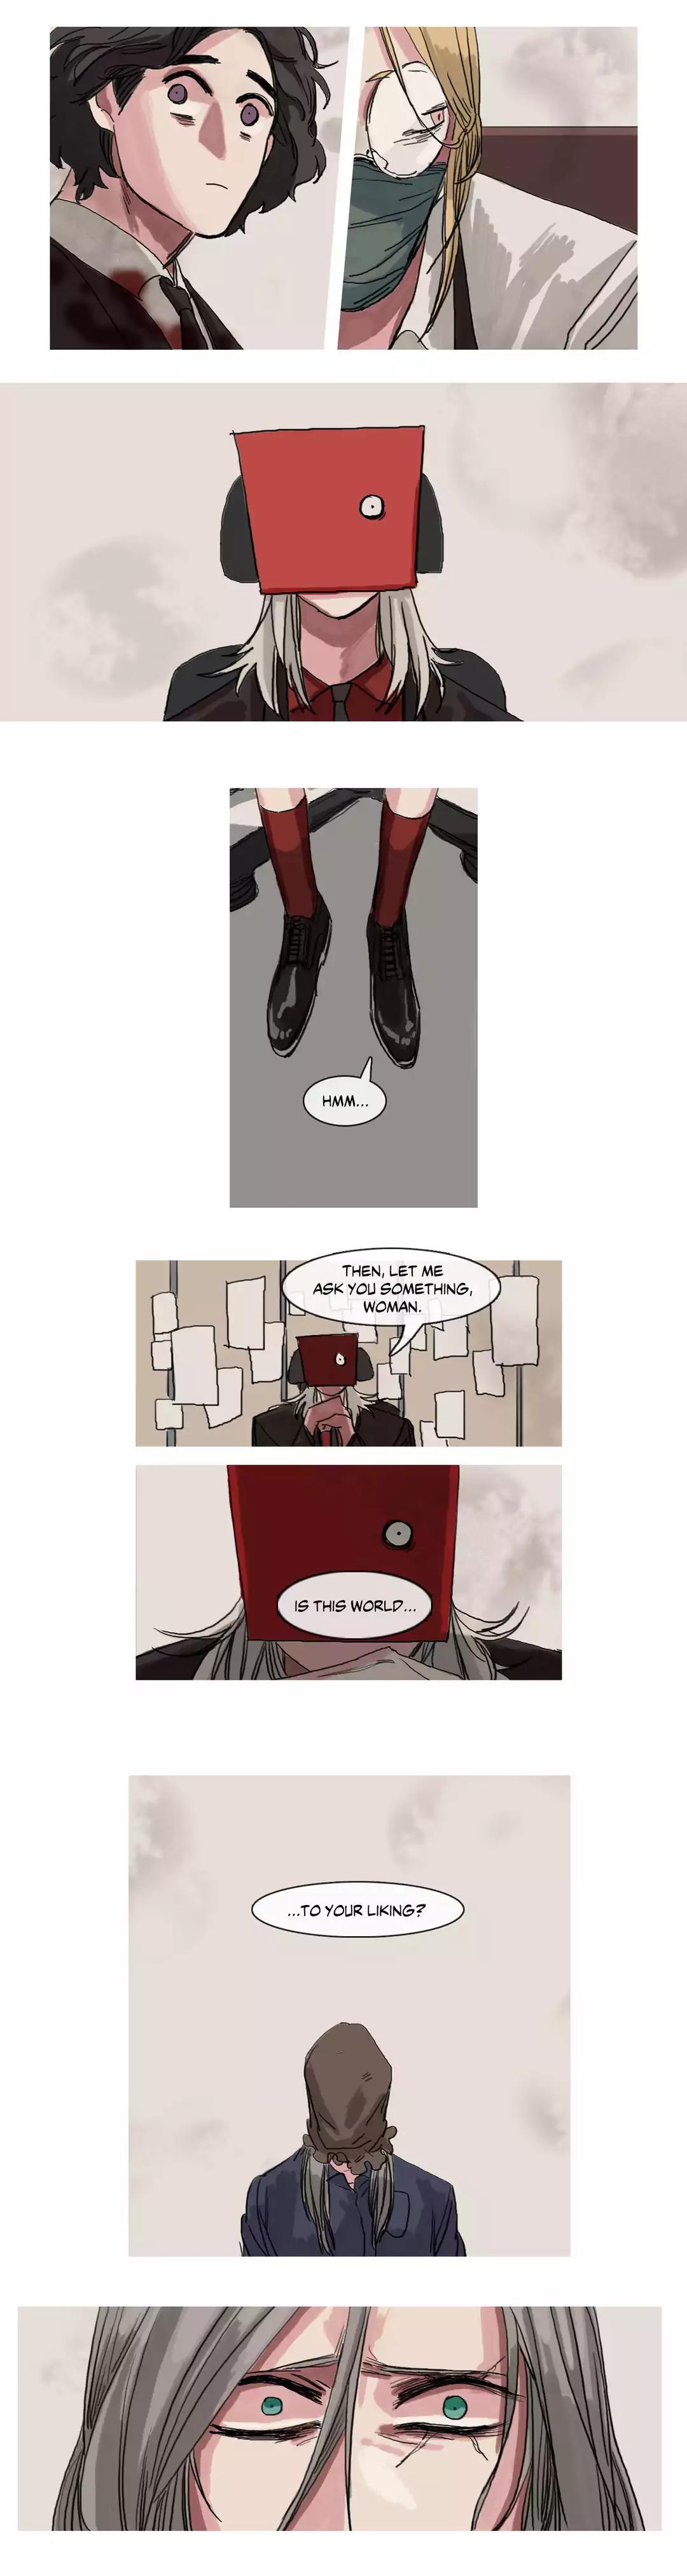 HMM...
THEN, LET ME
ASK YOU SOMETHING,
WOMAN.
IS THIS WORLD...
...TO YOUR LIKING?